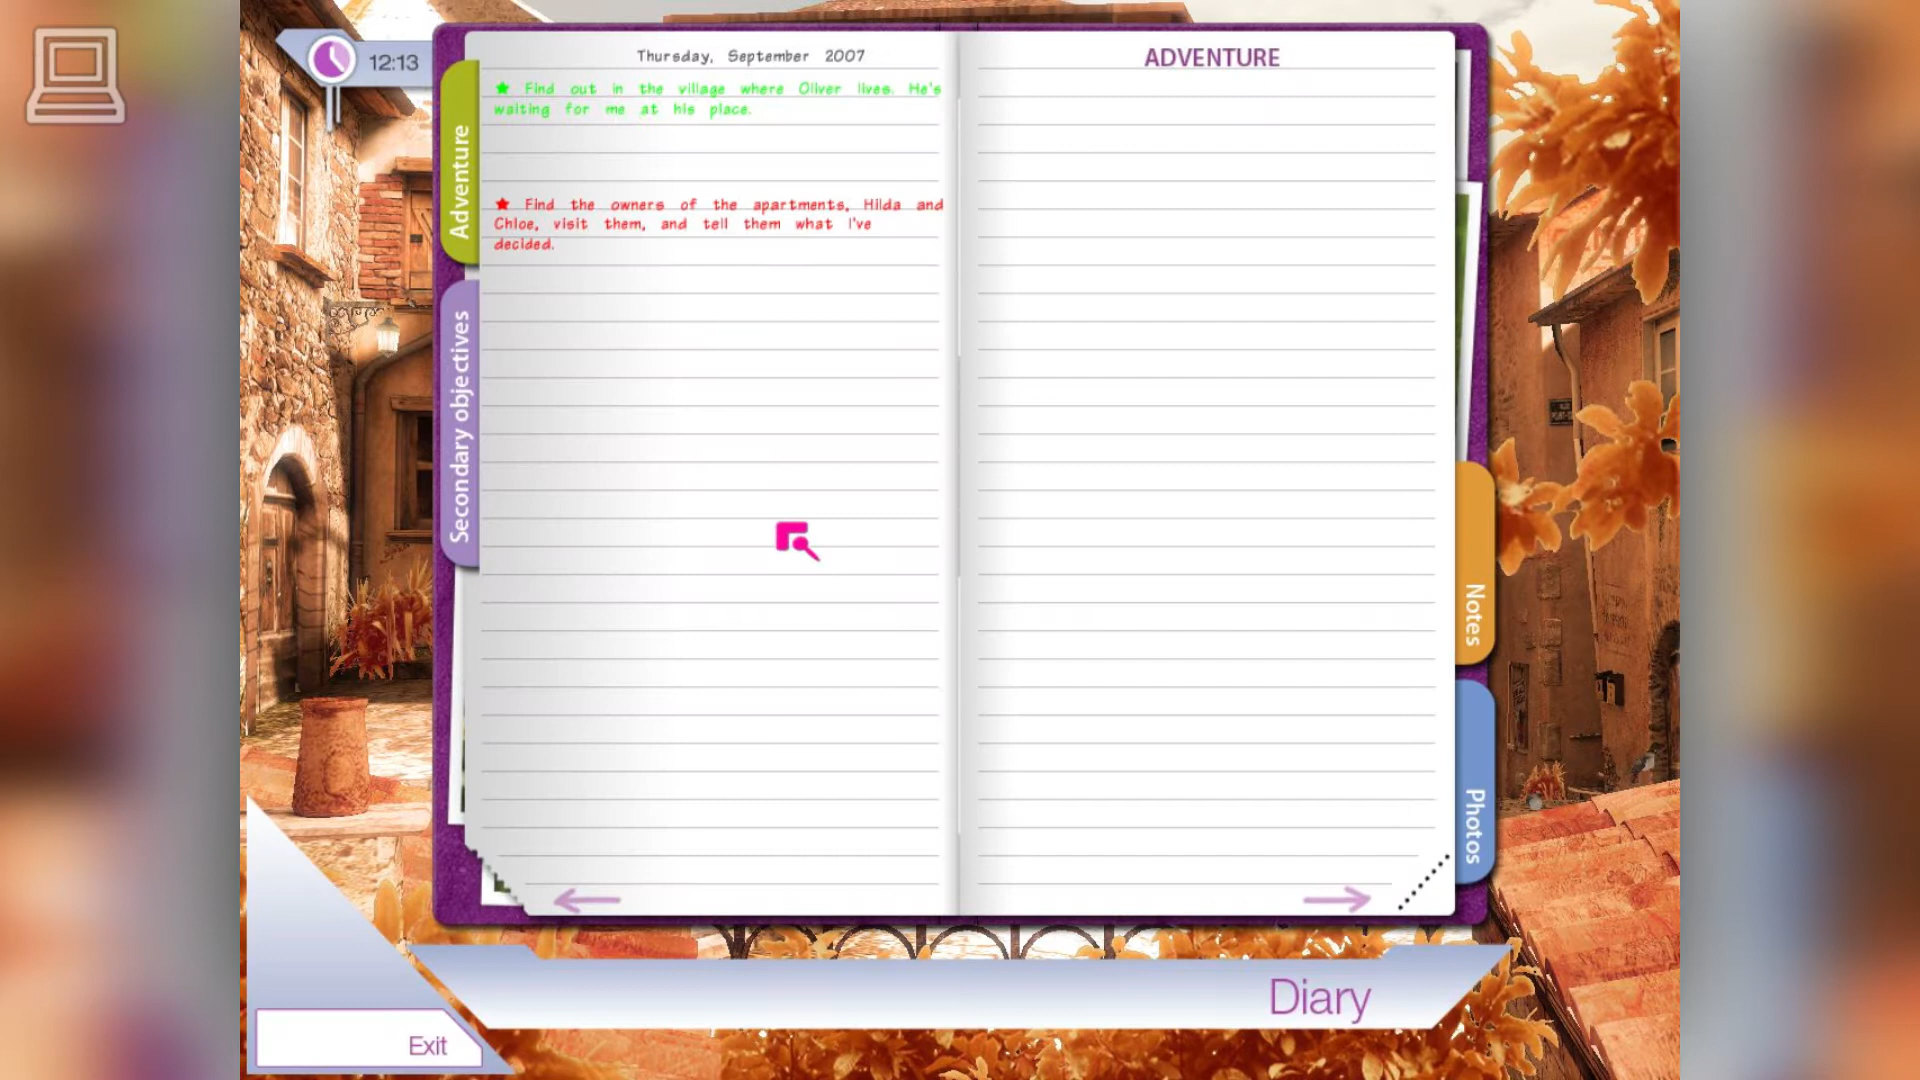 12:13
Thursday, September 2007
ADVENTURE
★ Find out in the village where Oliver lives. He's
waiting for me at his place.
★ Find the owners of the apartments, Hilda and
Chloe, visit them, and tell them what I've
decided.
Adventure
Secondary objectives
Notes
Photos
Diary
Exit